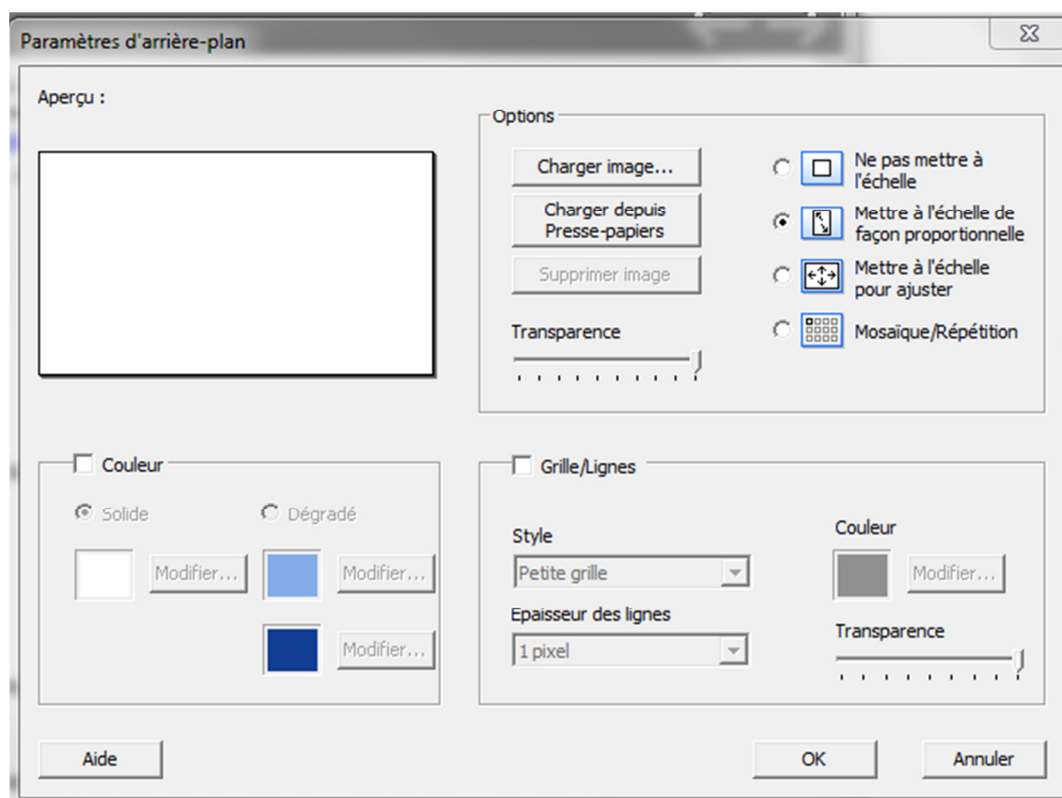 Paramètres d'arrière-plan
Aperçu :
Options
Charger image...
Charger depuis
Presse-papiers
Supprimer image
Transparence
Ne pas mettre à
l'échelle
Mettre à l'échelle de
façon proportionnelle
Mettre à l'échelle
pour ajuster
Mosaïque/Répétition
Couleur
Solide
Dégradé
Modifier...
Modifier...
Modifier...
Grille/Lignes
Style
Petite grille
Epaisseur des lignes
1 pixel
Couleur
Modifier...
Transparence
Aide
OK
Annuler